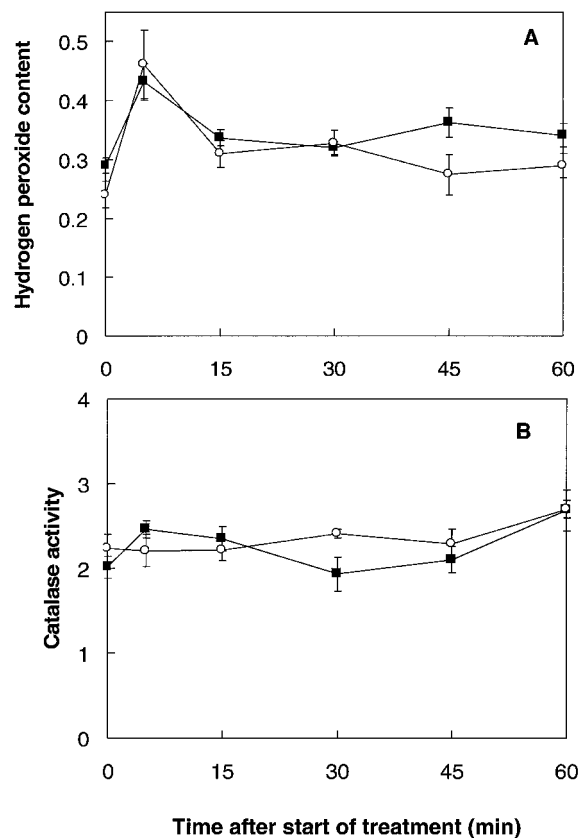 0.5
A
0.4
0.3
0.2
0.1
0
Hydrogen peroxide content
0 15 30 45 60
4
B
3
2
1
0
Catalase activity
0 15 30 45 60
Time after start of treatment (min)